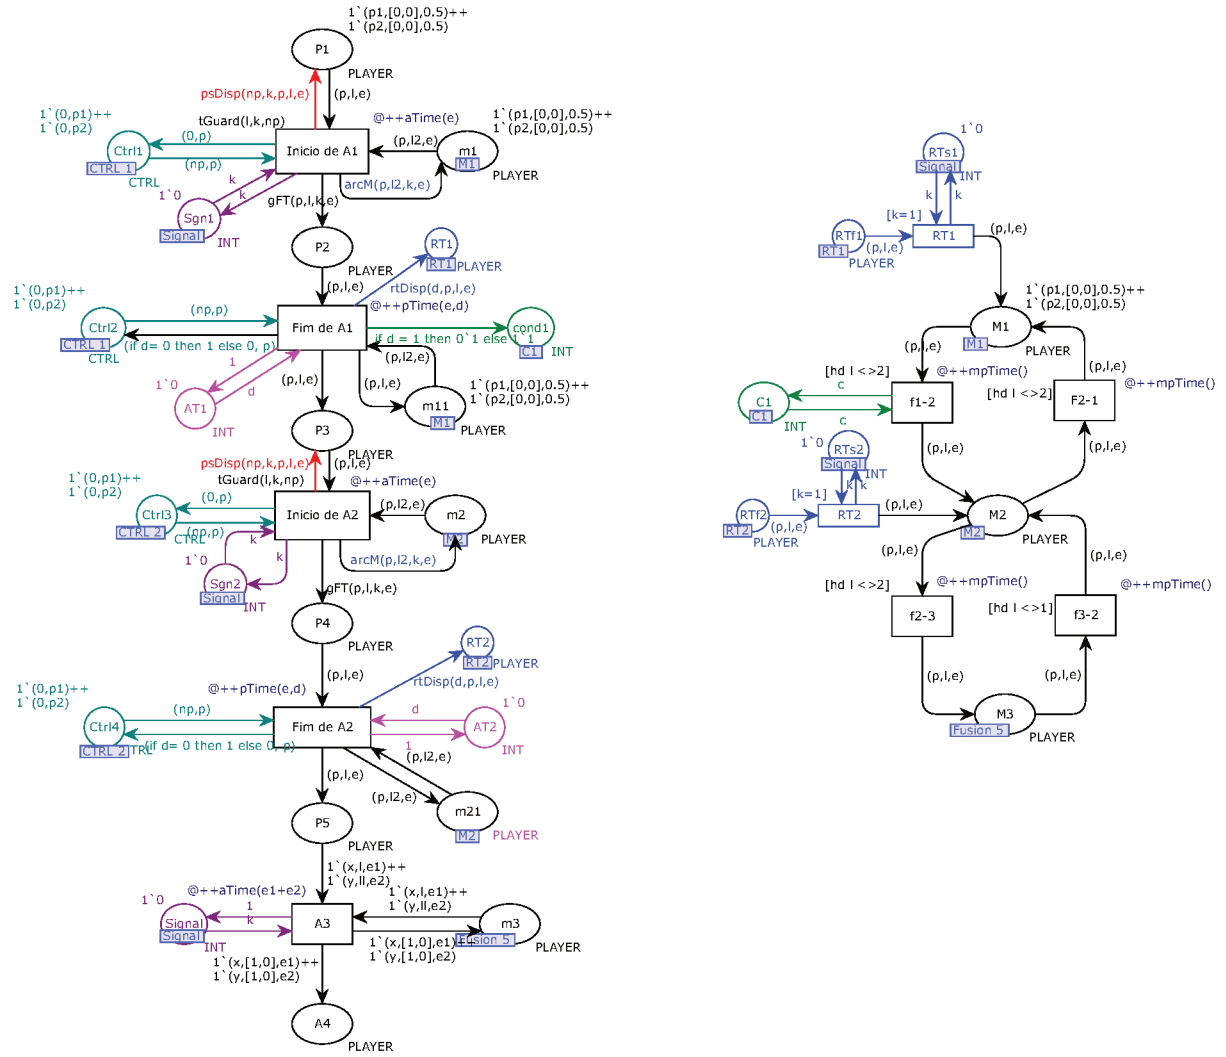 1`(p1,[0,0],0.5)++
1`(p2,[0,0],0.5)
P1
PLAYER
psDisp(np,k,p,l,e)
(p,l,e)
1`(0,p1)++
1`(0,p2)
tGuard(l,k,np)
@++aTime(e)
1`(p1,[0,0],0.5)++
1`(p2,[0,0],0.5)
Ctrl1
CTRL 1
CTRL
(0,p)
(np,p)
Inicio de A1
(p,l2,e)
m1
M1
PLAYER
arcM(p,l2,k,e)
k
k
1`0
Sgn1
Signal
INT
gFT(p,l,k,e)
P2
PLAYER
RT1
RT1
PLAYER
(p,l,e)
rtDisp(d,p,l,e)
1`(0,p1)++
1`(0,p2)
(np,p)
@++pTime(e,d)
Ctrl2
CTRL 1
CTRL
Fim de A1
(if d= 0 then 1 else 0, p)
if d = 1 then 0`1 else 1`1
cond1
C1
INT
1
d
(p,l2,e)
1`0
AT1
INT
(p,l,e)
(p,l,e)
1`(p1,[0,0],0.5)++
1`(p2,[0,0],0.5)
m11
M1
PLAYER
P3
PLAYER
psDisp(np,k,p,l,e)
(p,l,e)
1`(0,p1)++
1`(0,p2)
tGuard(l,k,np)
@++aTime(e)
Ctrl3
CTRL 2
CTRL
(0,p)
(np,p)
Inicio de A2
(p,l2,e)
m2
M2
PLAYER
k
k
1`0
Sgn2
Signal
INT
arcM(p,l2,k,e)
gFT(p,l,k,e)
P4
PLAYER
RT2
RT2
PLAYER
(p,l,e)
rtDisp(d,p,l,e)
@++pTime(e,d)
1`(0,p1)++
1`(0,p2)
(np,p)
Ctrl4
CTRL 2
TRL
(if d= 0 then 1 else 0, p)
Fim de A2
d
1
1`0
AT2
INT
(p,l2,e)
(p,l,e)
(p,l2,e)
m21
M2
PLAYER
P5
PLAYER
1`(x,l,e1)++
1`(y,ll,e2)
@++aTime(e1+e2)
1`(x,l,e1)++
1`(y,ll,e2)
1`0
Signal
Signal
INT
1
k
A3
m3
Fusion 5
PLAYER
1`(x,[1,0],e1)++
1`(y,[1,0],e2)
1`(x,[1,0],e1)++
1`(y,[1,0],e2)
A4
PLAYER
1`0
RTs1
Signal
INT
k
k
[k=1]
RTf1
RT1
PLAYER
(p,l,e)
RT1
(p,l,e)
1`(p1,[0,0],0.5)++
1`(p2,[0,0],0.5)
M1
M1
PLAYER
(p,l,e)
(p,l,e)
@++mpTime()
[hd l <>2]
@++mpTime()
[hd l <>2]
C1
C1
INT
c
c
f1-2
F2-1
1`0
RTs2
Signal
INT
k
k
(p,l,e)
(p,l,e)
[k=1]
RTf2
RT2
PLAYER
(p,l,e)
RT2
(p,l,e)
M2
M2
PLAYER
(p,l,e)
(p,l,e)
@++mpTime()
[hd l <>2]
@++mpTime()
[hd l <>1]
f2-3
f3-2
(p,l,e)
(p,l,e)
M3
Fusion 5
PLAYER